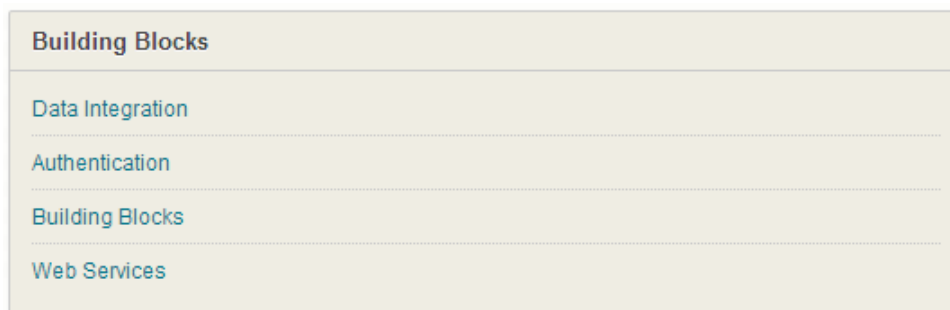 Building Blocks
Data Integration
Authentication
Building Blocks
Web Services